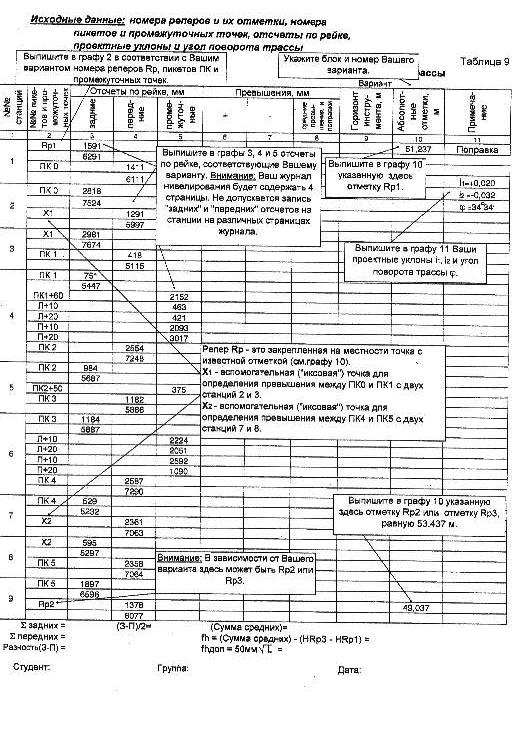 Исходные данные: номера реперов и их отметки, номера
пикетов и промежуточных точек, отсчеты по рейке,
проектные уклоны и угол поворота трассы
Выпишите в графу 2 в соответствии с Вашим
вариантом номера реперов Rp, пикетов ПК и
промежуточных точек.
Укажите блок и номер Вашего
варианта.
ассы
Таблица 9
Вариант
№№ станций
№№ пикетов и промежуточных точек
Отсчеты по рейке, мм
Превышения, мм
задние
передние
промежуточные
+
-
Горизонт инструмента, м
Абсолютные отметки, м
Примечание
1 2 3 4 5 6 7 8 9 10 11
1
Rp1 1591 51,237 Поправка
6291
ПК 0 1411
6111
2
ПК 0 2818
7524
X1 1291
5997
3
X1 2981
7674
ПК 1 418
5115
4
ПК 1
5447
ПК1+60 2152
Л+10 463
Л+20 421
П+10 2093
П+20 3017
ПК 2 2554
7248
5
ПК 2 984
5687
ПК2+50 375
ПК 3 1182
5886
6
ПК 3 1184
5887
Л+10 2224
Л+20 2051
П+10 2592
П+20 1090
ПК 4 2587
7290
7
ПК 4 529
5232
X2 2361
7063
8
X2 595
5297
ПК 5 2358
7064
9
ПК 5 1897
6596
Rp2 1378 49,037
6077
Выпишите в графы 3, 4 и 5 отсчеты
по рейке, соответствующие Вашему
варианту. Внимание: Ваш журнал
нивелирования будет содержать 4
страницы. Не допускается запись
"задних" и "передних" отсчетов на
станции на различных страницах
журнала.
Выпишите в графу 10
указанную здесь
отметку Rp1.
i1=+0,020
i2=-0,032
φ=34°34'
Выпишите в графу 11 Ваши
проектные уклоны i1, i2 и угол
поворота трассы φ.
Репер Rp - это закрепленная на местности точка с
известной отметкой (см.графу 10).
X1 - вспомогательная ("иксовая") точка для
определения превышения между ПК0 и ПК1 с двух
станций 2 и 3.
X2 - вспомогательная ("иксовая") точка для
определения превышения между ПК4 и ПК5 с двух
станций 7 и 8.
Выпишите в графу 10 указанную
здесь отметку Rp2 или отметку Rp3,
равную 53.437 м.
Внимание: В зависимости от Вашего
варианта здесь может быть Rp2 или
Rp3.
Σ задних = (З-П)/2= (Сумма средних)=
Σ передних = fh = (Сумма средних) - (HRp3 - HRp1) =
Разность(З-П) = fhдоп = 50мм√L =
Студент: Группа: Дата: